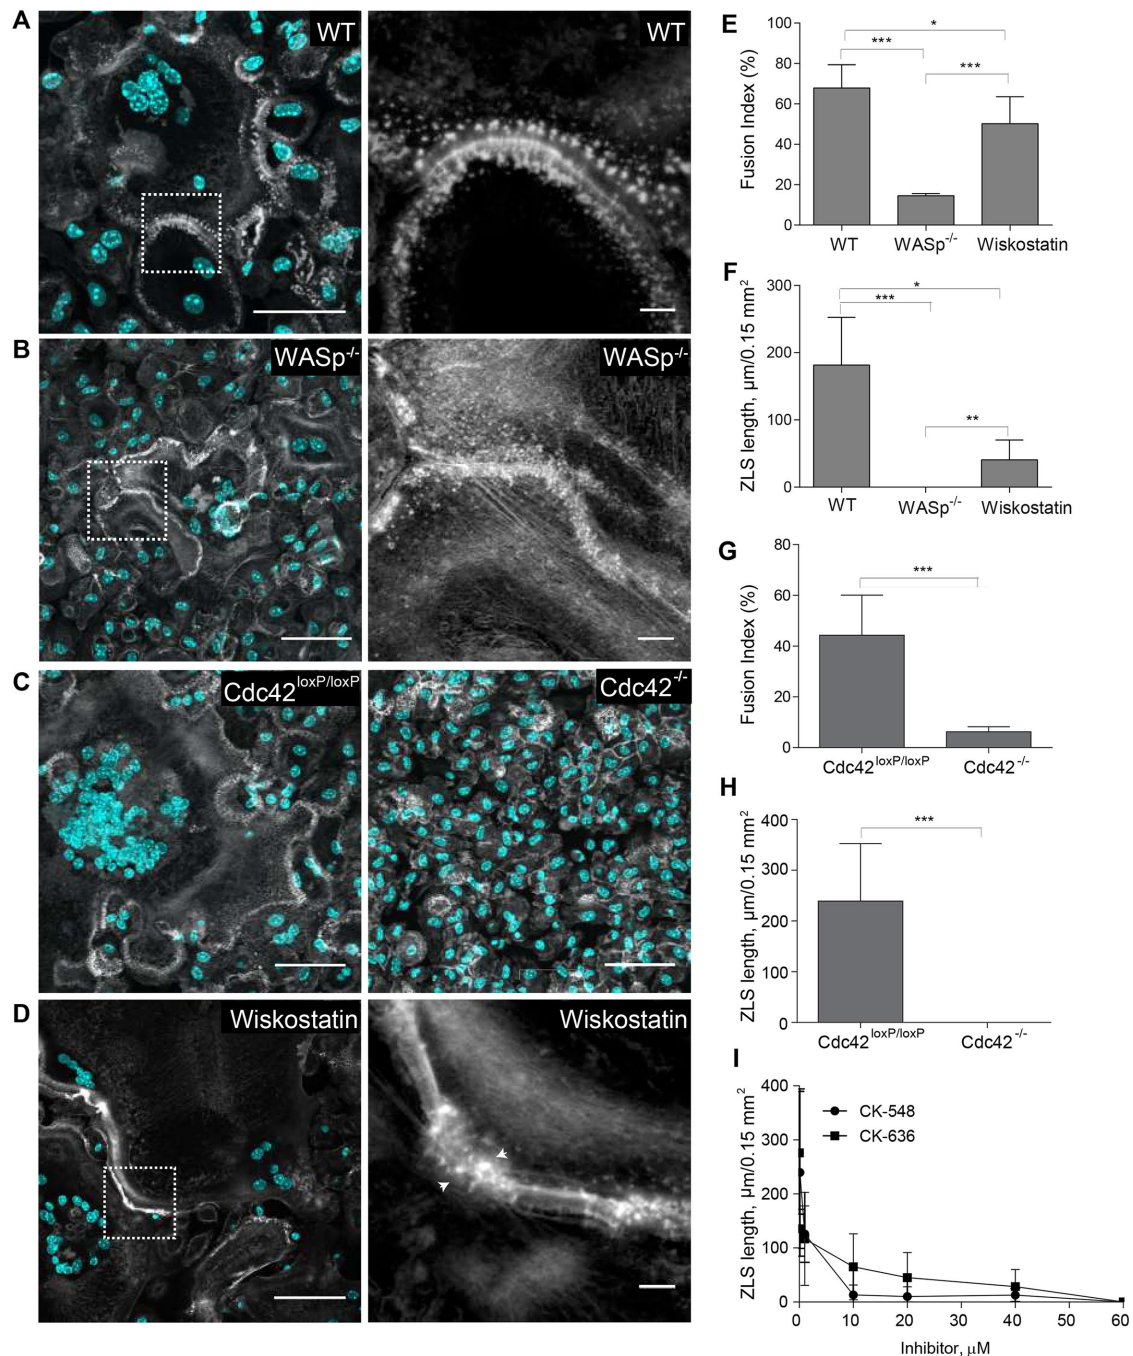 A
WT
WT
B
WASp-/-
WASp-/-
C
Cdc42loxP/loxP
Cdc42-/-
D
Wiskostatin
Wiskostatin
E
Fusion Index (%)
100
80
60
40
20
0
*
***
***
WT
WASp-/-
Wiskostatin
F
ZLS length, µm/0.15 mm2
300
200
100
0
*
***
**
WT
WASp-/-
Wiskostatin
G
Fusion Index (%)
80
60
40
20
0
***
Cdc42loxP/loxP
Cdc42-/-
H
ZLS length, µm/0.15 mm2
400
300
200
100
0
***
Cdc42loxP/loxP
Cdc42-/-
I
ZLS length, µm/0.15 mm2
400
300
200
100
0
CK-548
CK-636
0 10 20 30 40 50 60
Inhibitor, µM